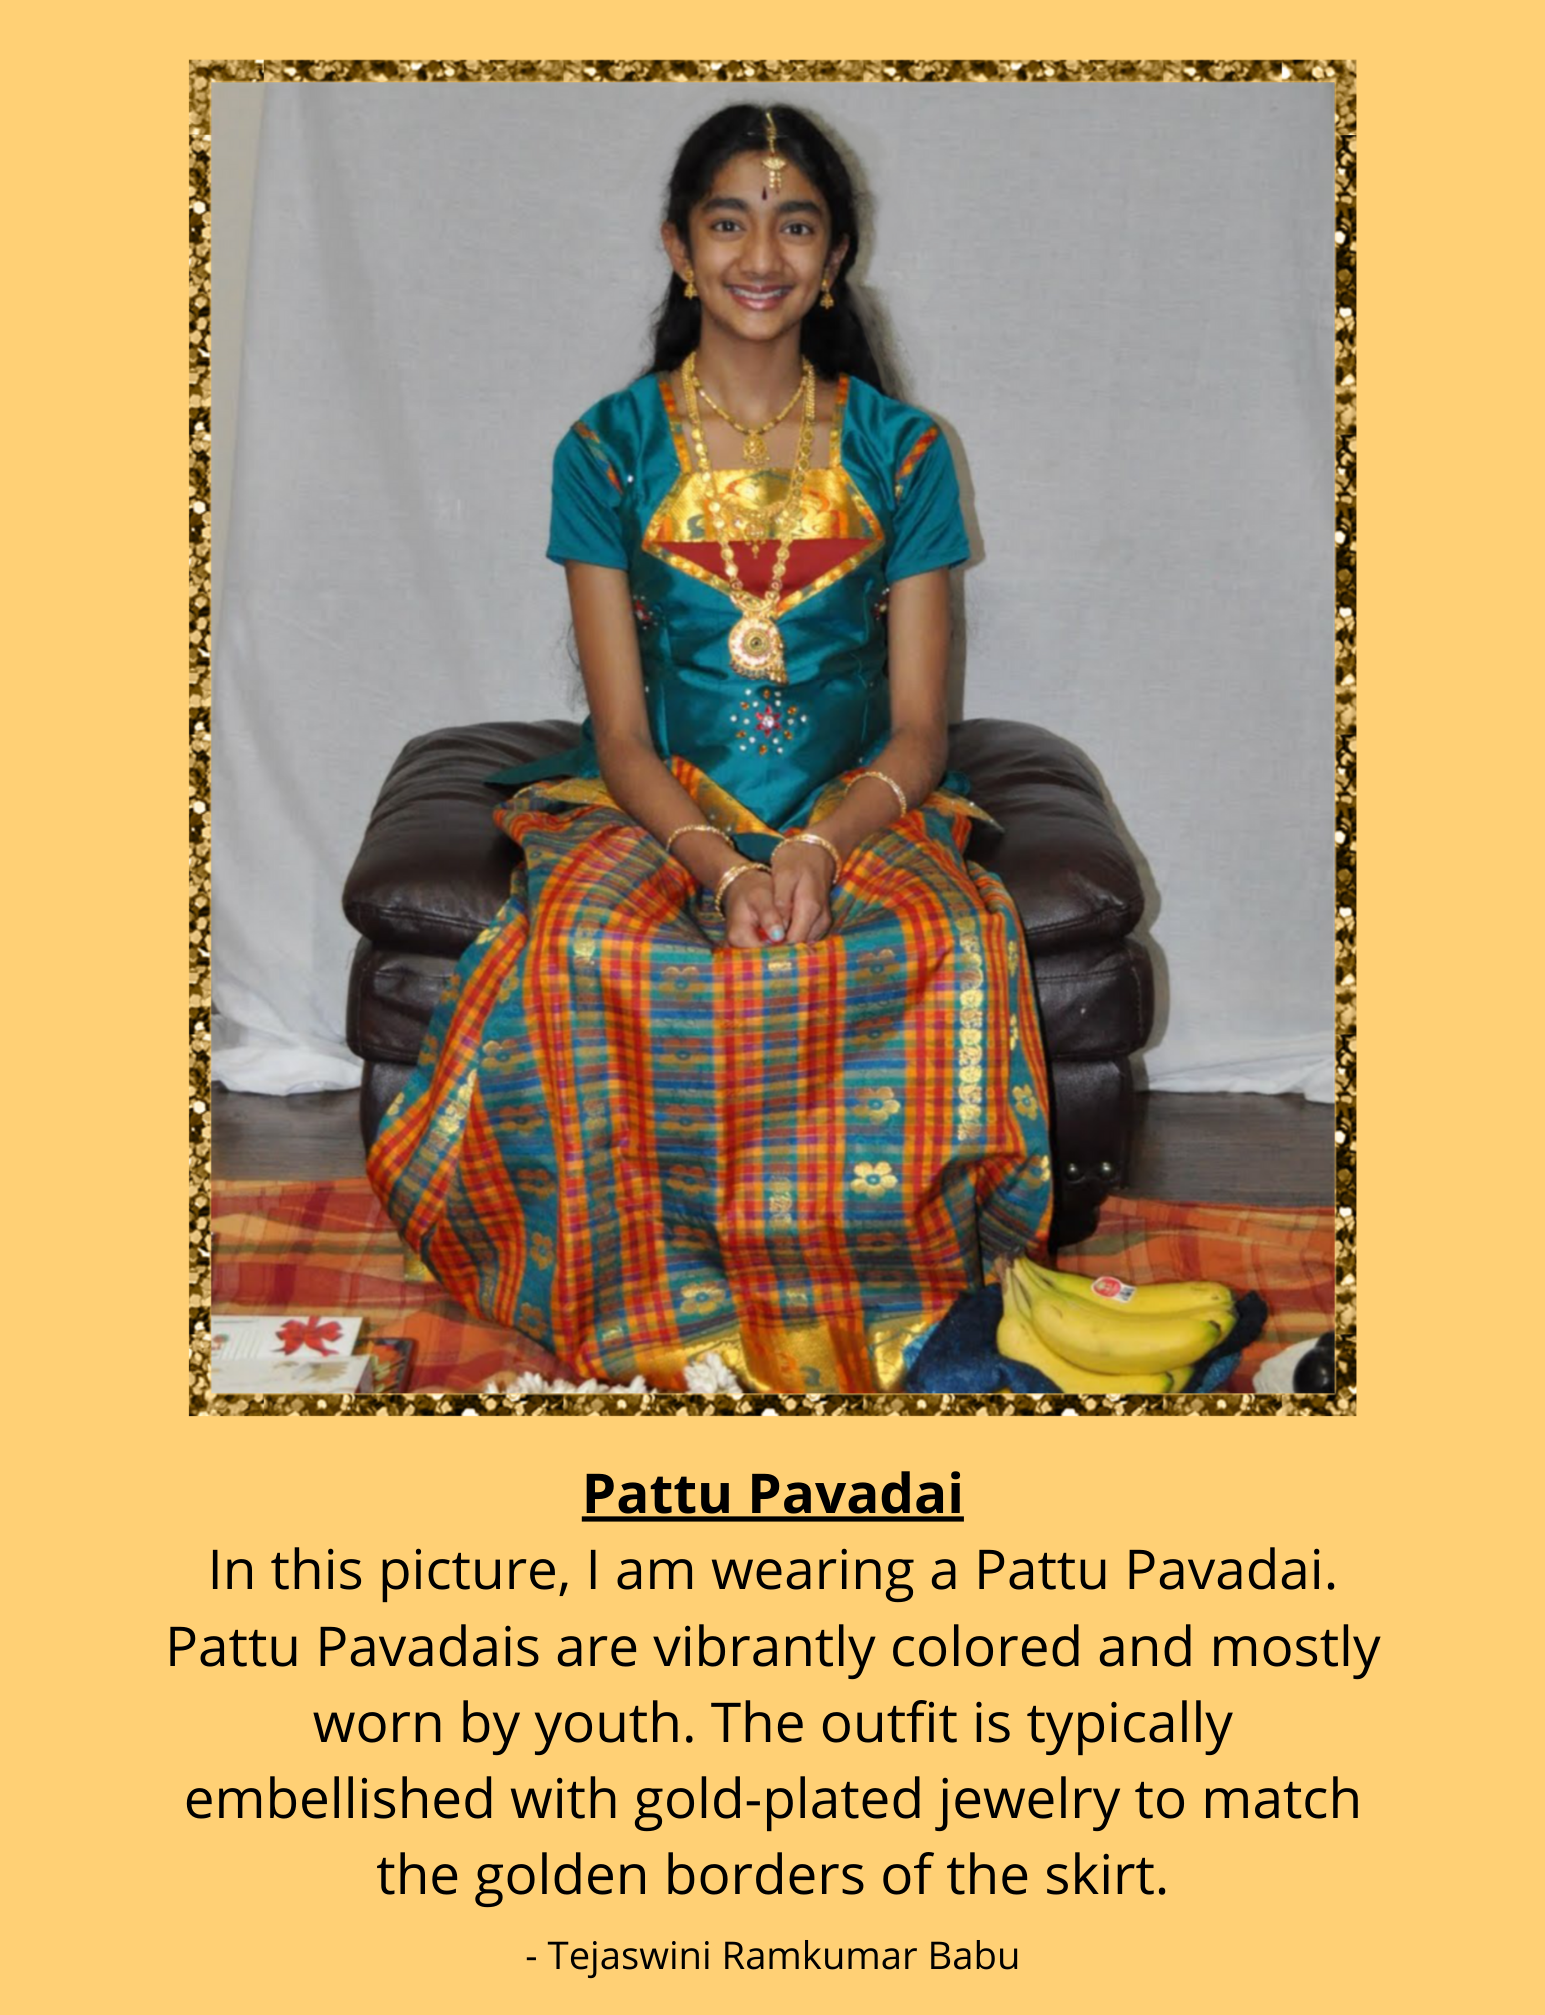 Pattu Pavadai
In this picture, I am wearing a Pattu Pavadai.
Pattu Pavadais are vibrantly colored and mostly
worn by youth. The outfit is typically
embellished with gold-plated jewelry to match
the golden borders of the skirt.
- Tejaswini Ramkumar Babu